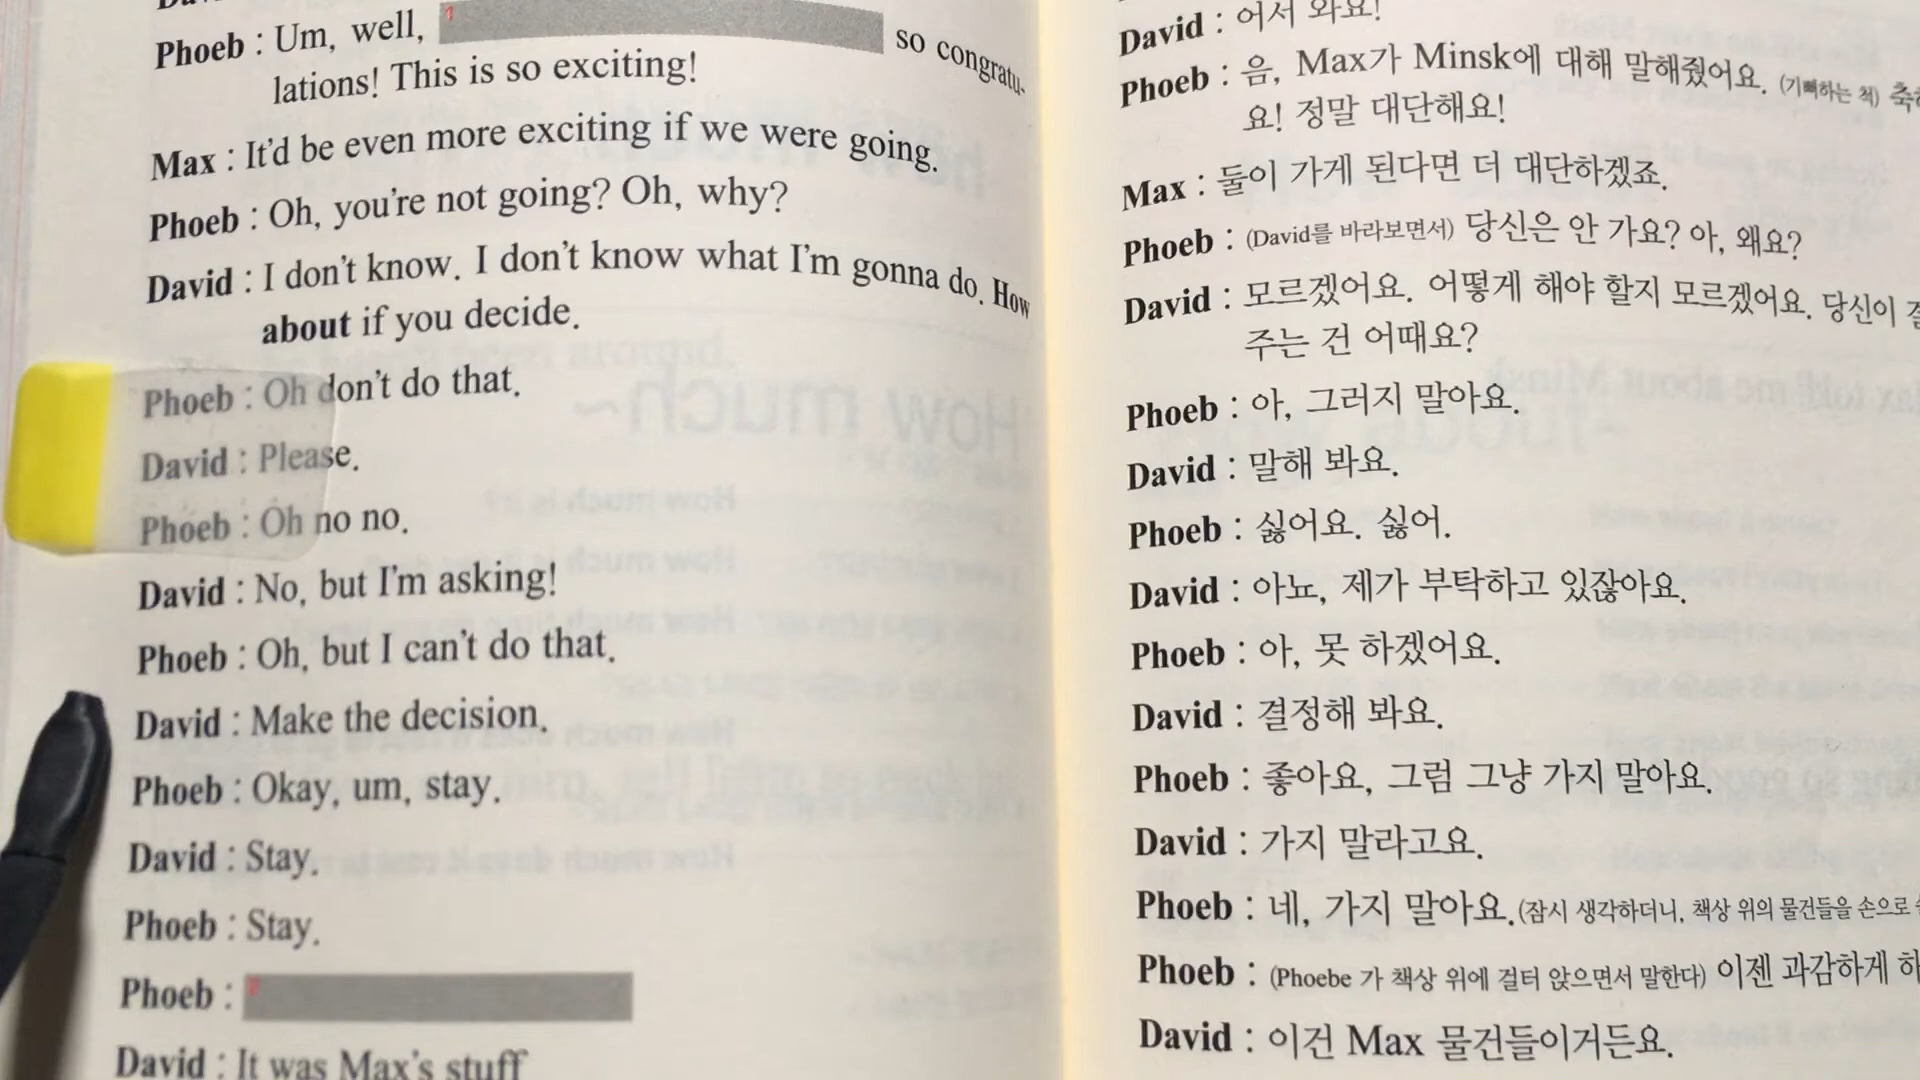 Phoeb : Um, well, so congratu-
lations! This is so exciting!
Max : It'd be even more exciting if we were going.
Phoeb : Oh, you're not going? Oh, why?
David : I don't know. I don't know what I'm gonna do. How
about if you decide.
Phoeb : Oh don't do that.
David : Please.
Phoeb : Oh no no.
David : No, but I'm asking!
Phoeb : Oh, but I can't do that.
David : Make the decision.
Phoeb : Okay, um, stay.
David : Stay.
Phoeb : Stay.
Phoeb :
David : It was Max's stuff
David : 어서 와요!
Phoeb : 음, Max가 Minsk에 대해 말해줬어요. (기뻐하는 척)
요! 정말 대단해요!
Max : 둘이 가게 된다면 더 대단하겠죠.
Phoeb : (David를 바라보면서) 당신은 안 가요? 아, 왜요?
David : 모르겠어요. 어떻게 해야 할지 모르겠어요. 당신이
주는 건 어때요?
Phoeb : 아, 그러지 말아요.
David : 말해 봐요.
Phoeb : 싫어요. 싫어.
David : 아뇨, 제가 부탁하고 있잖아요.
Phoeb : 아, 못 하겠어요.
David : 결정해 봐요.
Phoeb : 좋아요, 그럼 그냥 가지 말아요.
David : 가지 말라고요.
Phoeb : 네, 가지 말아요.(잠시 생각하더니, 책상 위의 물건들을 손으로
Phoeb : (Phoebe 가 책상 위에 걸터 앉으면서 말한다) 이젠 과감하게
David : 이건 Max 물건들이거든요.